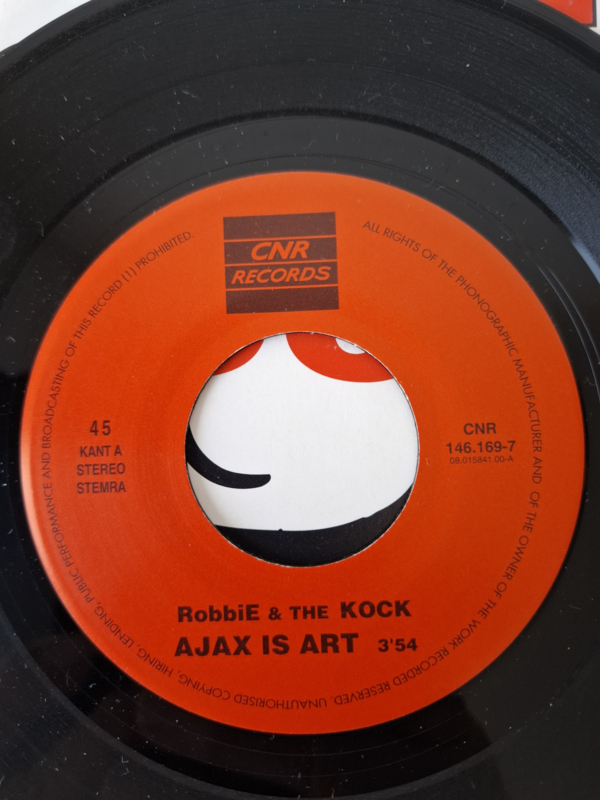 CNR
RECORDS
ALL RIGHTS OF THE PHONOGRAPHIC MANUFACTURER AND OF THE OWNER OF THE WORK RECORDED RESERVED. UNAUTHORISED COPYING, HIRING, LENDING, PUBLIC PERFORMANCE AND BROADCASTING OF THIS RECORD (1) PROHIBITED.
45
KANT A
STEREO
STEMRA
CNR
146.169-7
08.015841.00-A
RobbiE & THE KOCK
AJAX IS ART 3'54